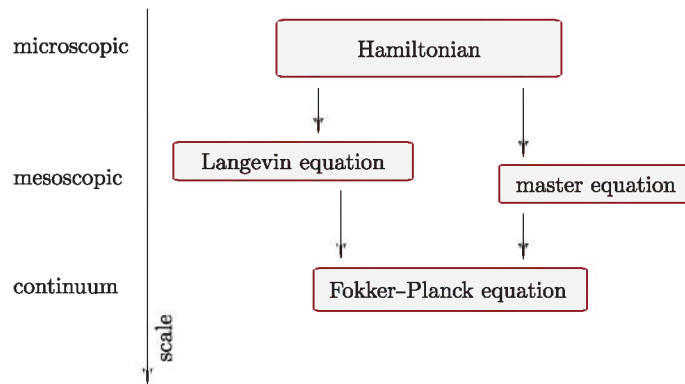 microscopic
Hamiltonian
Langevin equation
mesoscopic
master equation
continuum
Fokker–Planck equation
scale